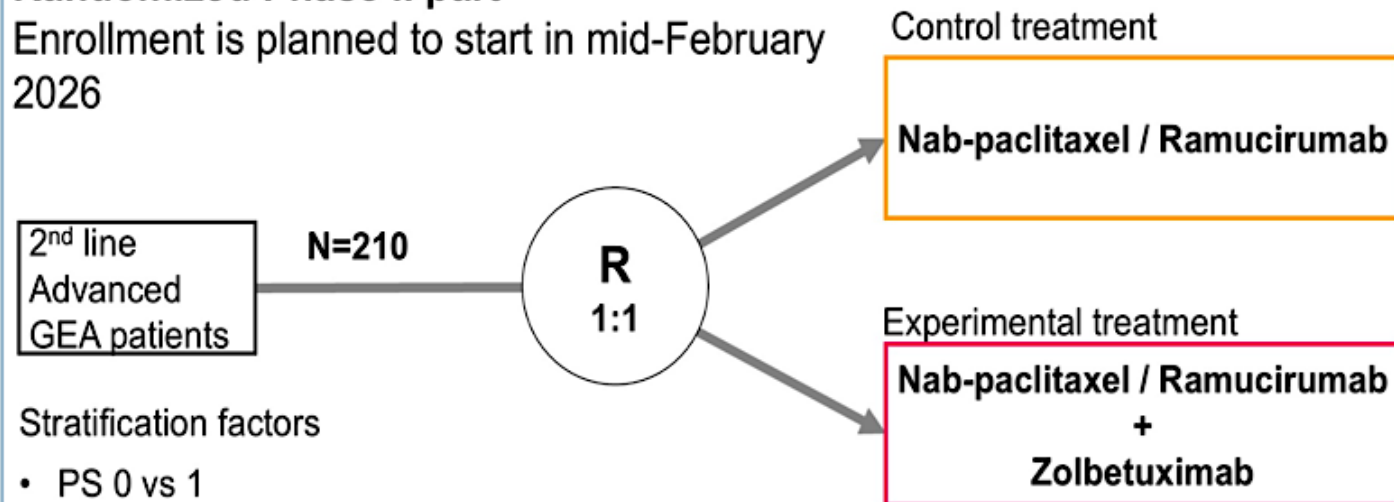 Enrollment is planned to start in mid-February
2026
Control treatment
Nab-paclitaxel / Ramucirumab
2nd line
Advanced
GEA patients
N=210
R
1:1
Experimental treatment
Nab-paclitaxel / Ramucirumab
+
Zolbetuximab
Stratification factors
• PS 0 vs 1